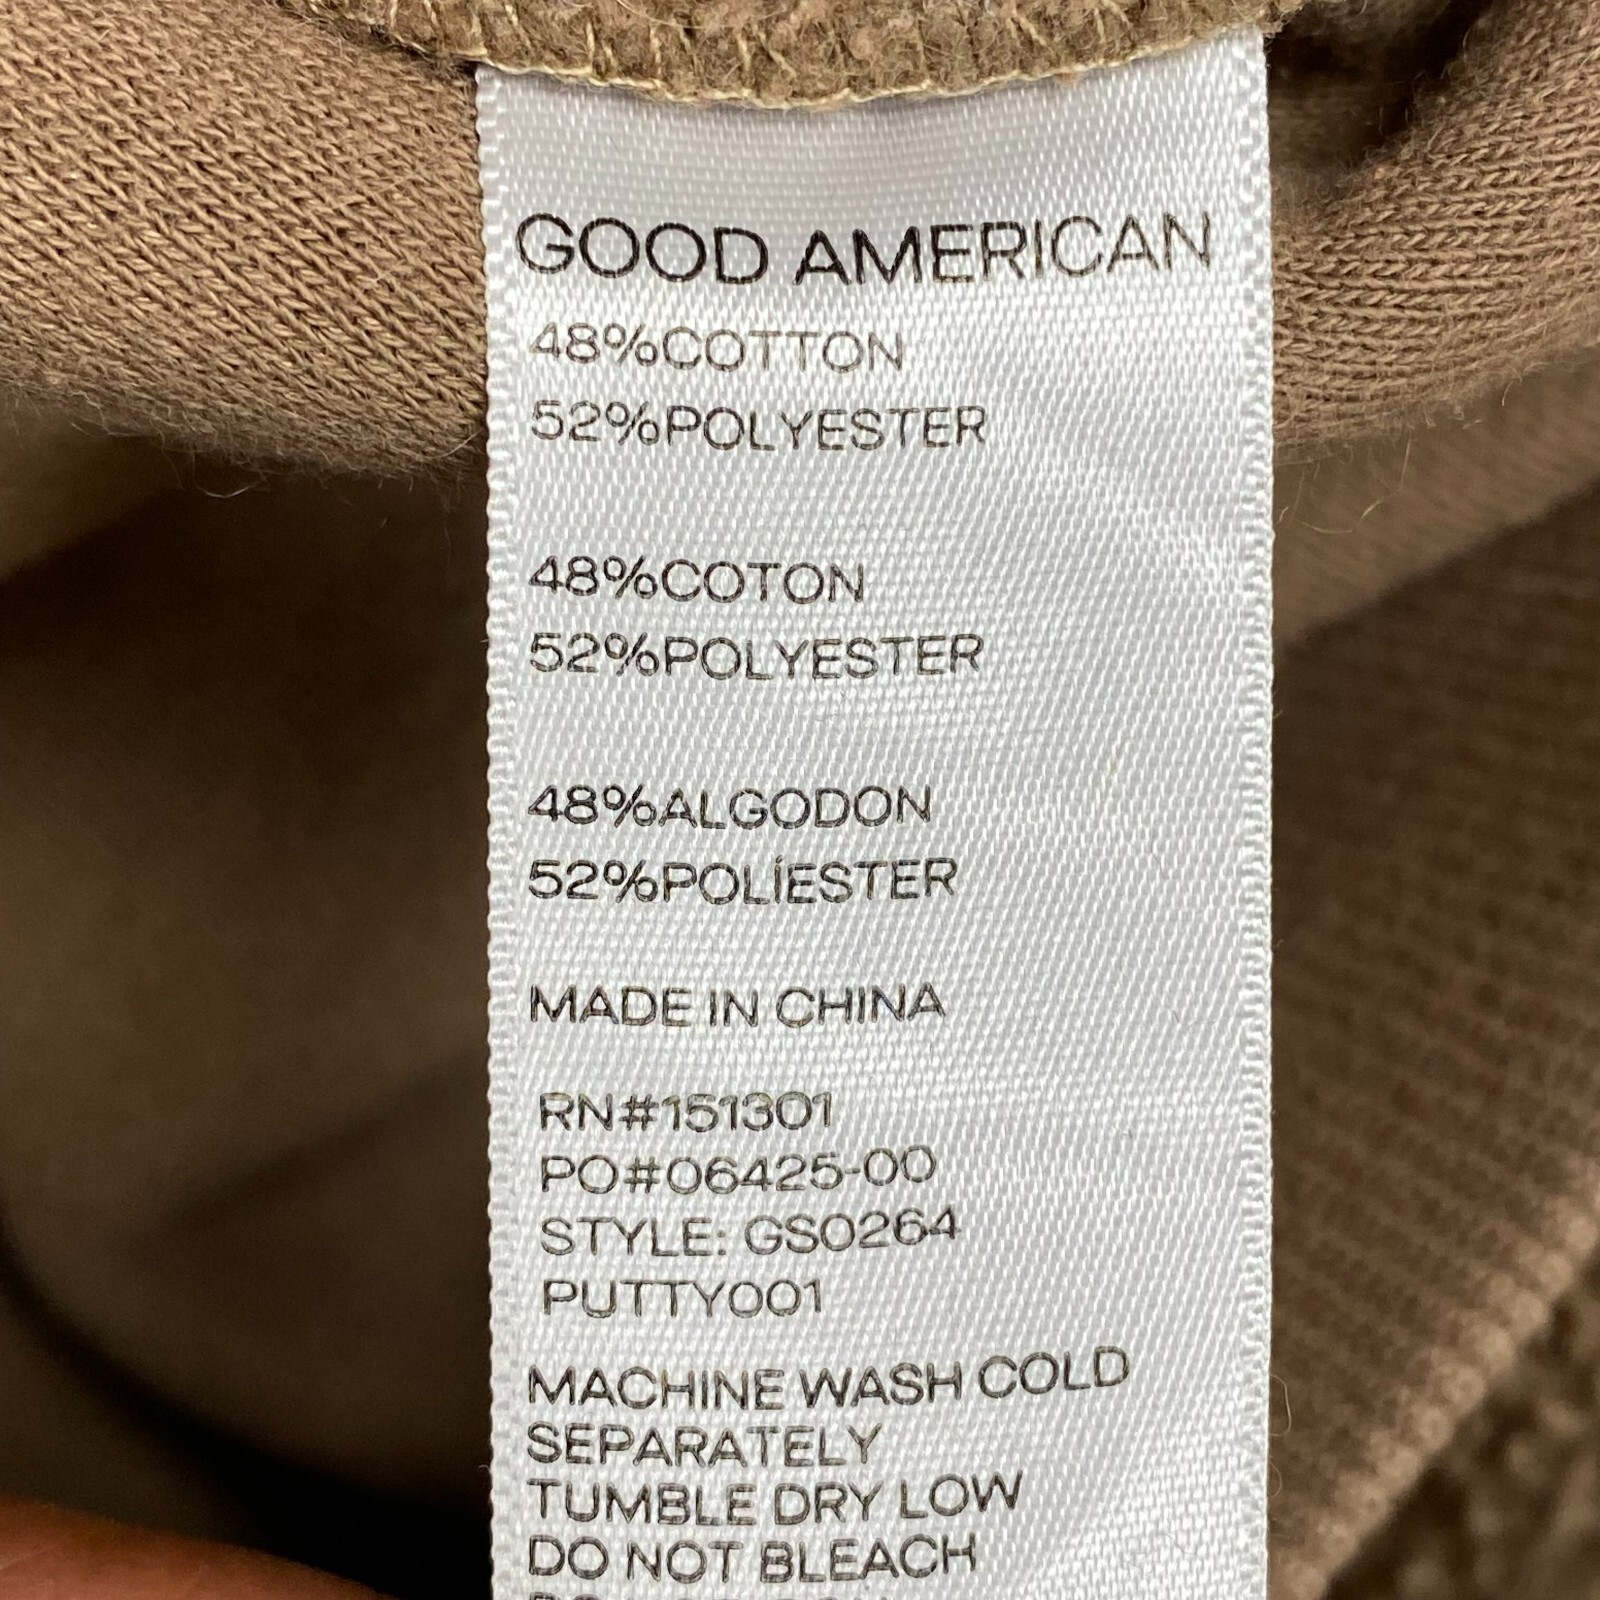 GOOD AMERICAN
48%COTTON
52%POLYESTER
48%COTON
52%POLYESTER
48%ALGODON
52%POLÍESTER
MADE IN CHINA
RN#151301
PO#06425-00
STYLE: GS0264
PUTTY001
MACHINE WASH COLD
SEPARATELY
TUMBLE DRY LOW
DO NOT BLEACH